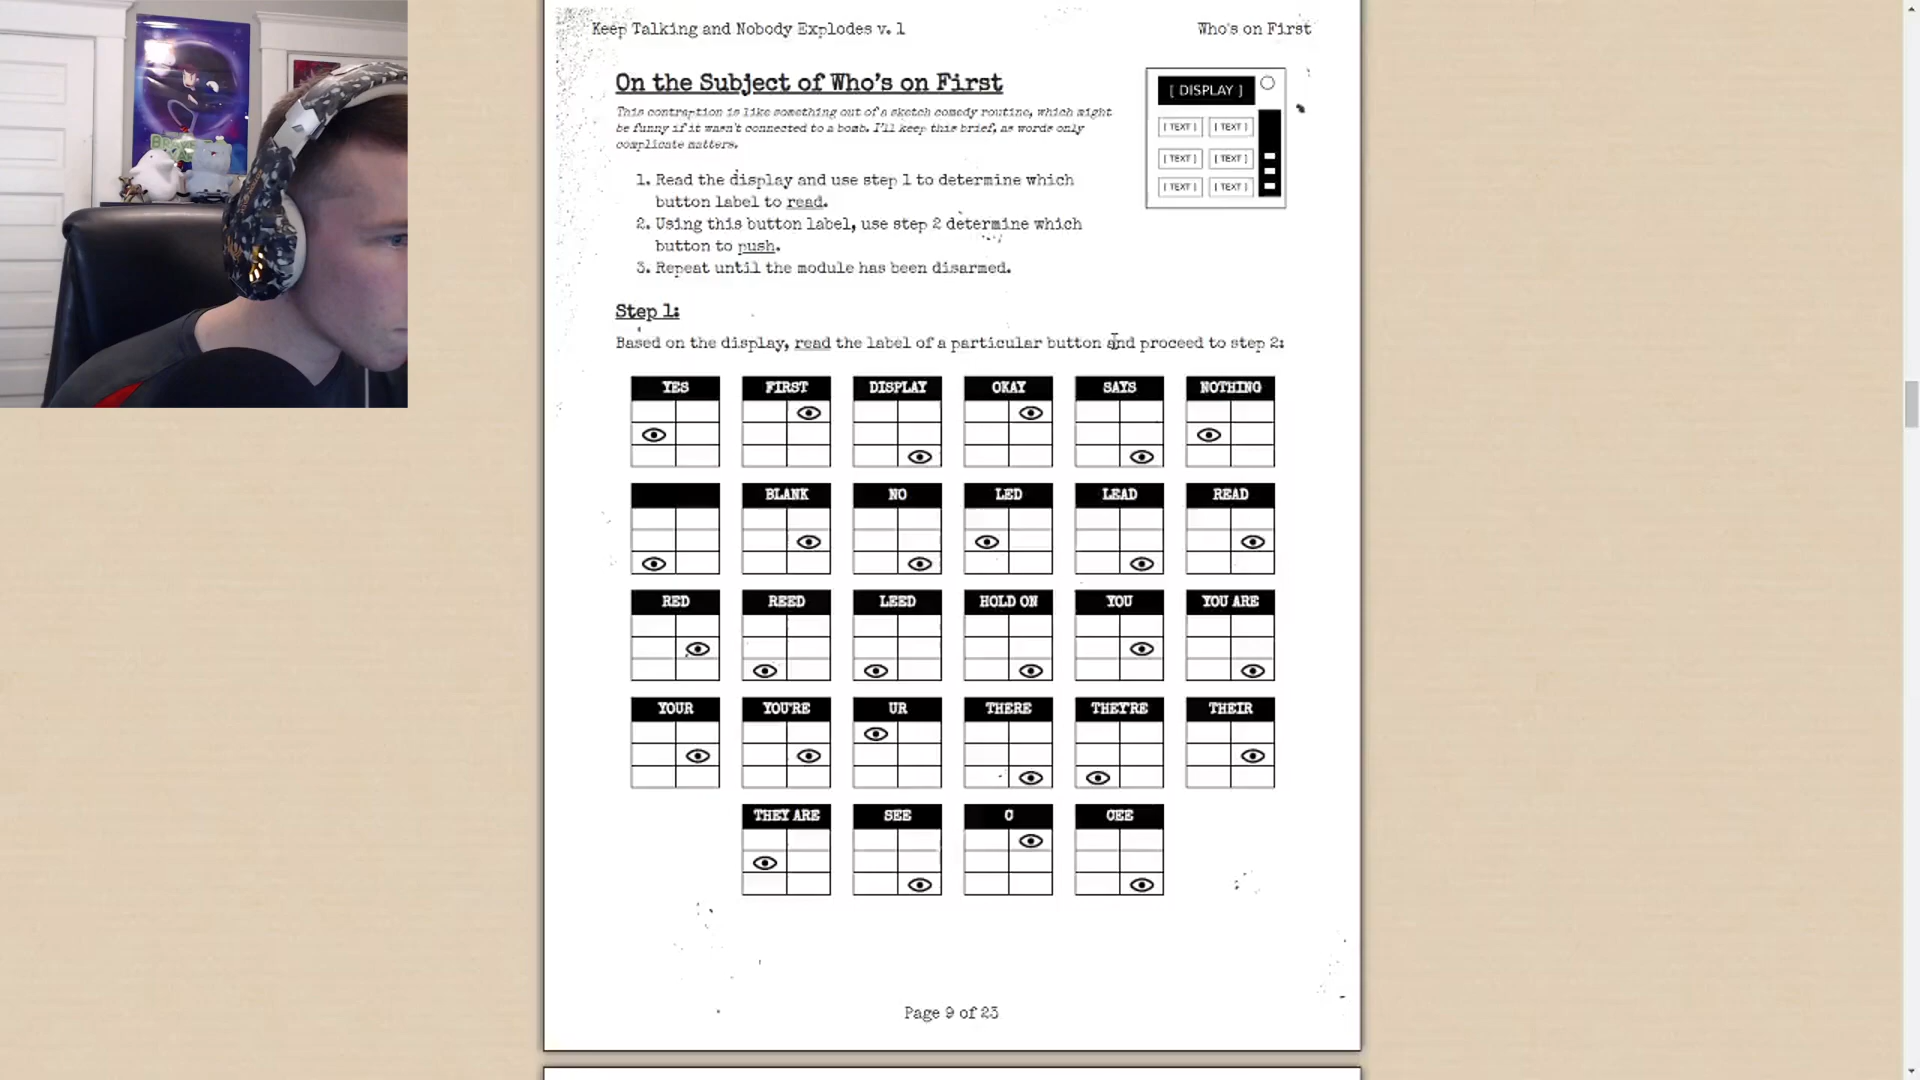 Keep Talking and Nobody Explodes v. 1
Who's on First
On the Subject of Who's on First
This contraption is like something out of a sketch comedy routine, which might
be funny if it wasn't connected to a bomb. I'll keep this brief, as words only
complicate matters.
[ DISPLAY ]
[ TEXT ] [ TEXT ]
[ TEXT ] [ TEXT ]
[ TEXT ] [ TEXT ]
1. Read the display and use step 1 to determine which
button label to read.
2. Using this button label, use step 2 determine which
button to push.
3. Repeat until the module has been disarmed.
Step 1:
Based on the display, read the label of a particular button and proceed to step 2:
YES FIRST DISPLAY OKAY SAYS NOTHING
BLANK NO LED LEAD READ
RED REED LEED HOLD ON YOU YOU ARE
YOUR YOU'RE UR THERE THEY'RE THEIR
THEY ARE SEE C CEE
Page 9 of 23